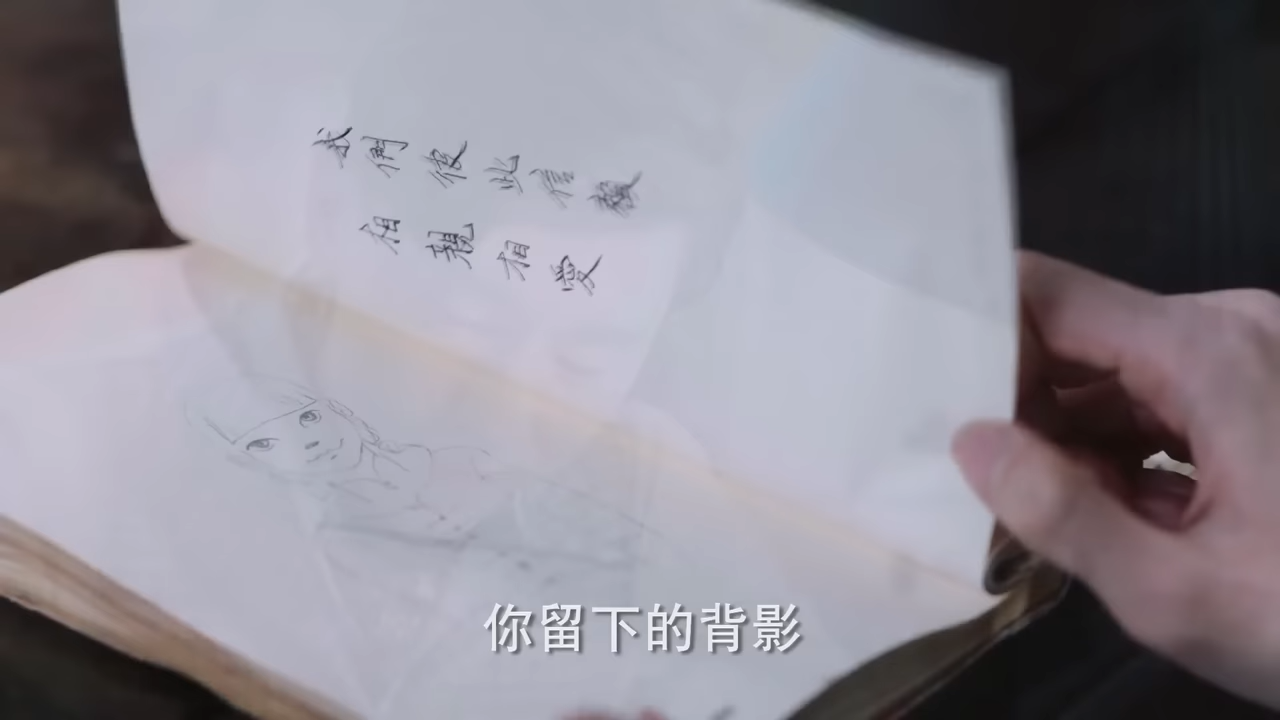 我們彼此信賴
相親相愛
你留下的背影